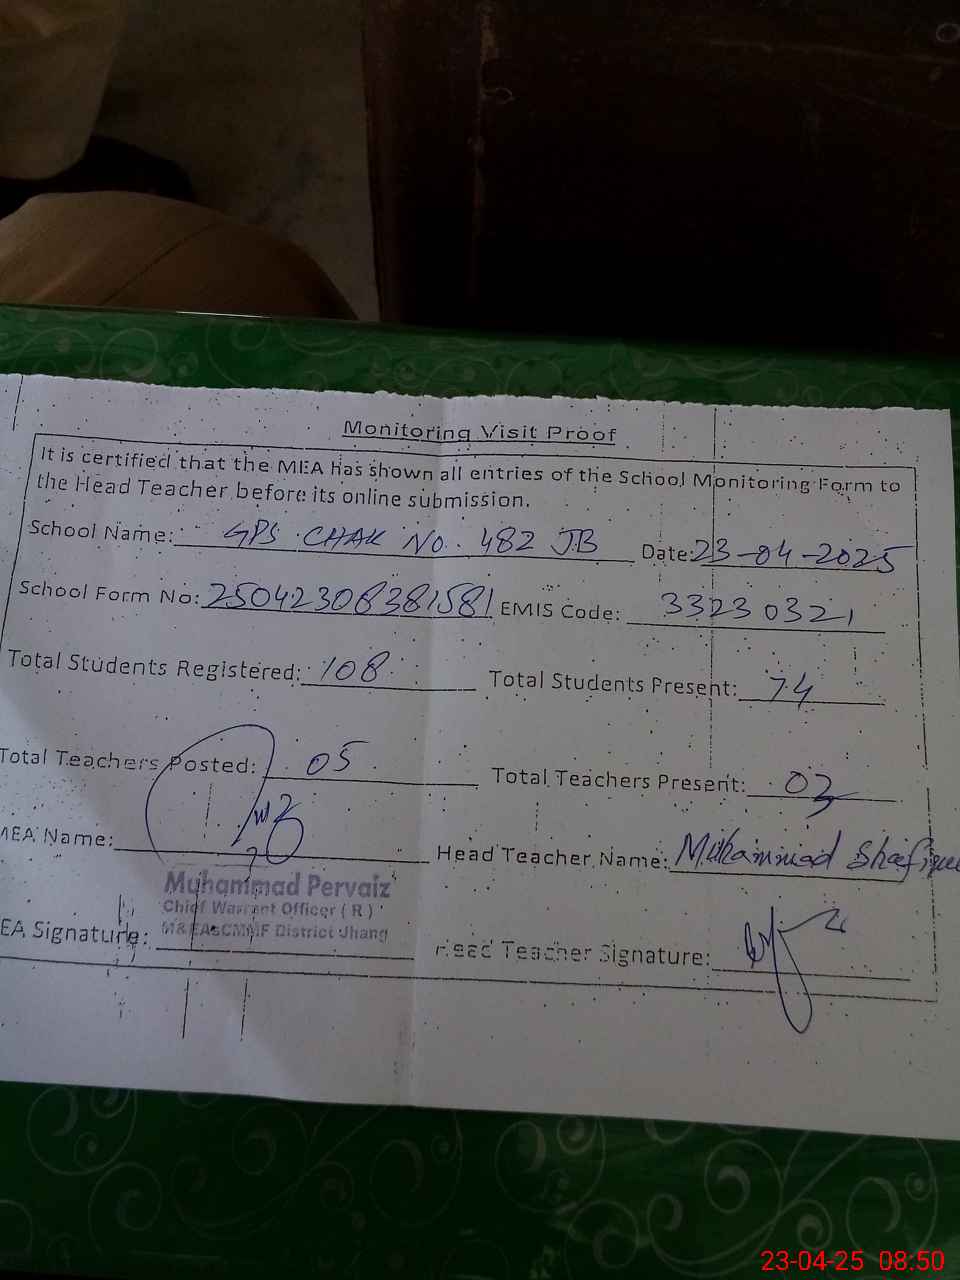 Monitoring Visit Proof
It is certified that the MEA has shown all entries of the School Monitoring Form to
the Head Teacher before its online submission.
School Name: GPS CHAK No. 482 JB Date: 23-04-2025
School Form No: 25042308381581 EMIS Code: 33230321
Total Students Registered: 108 Total Students Present: 74
Total Teachers Posted: 05 Total Teachers Present: 03
MEA Name: Head Teacher Name: Muhammad Shafique
Muhammad Pervaiz
Chief Warrant Officer ( R )
M&EAs CMMF District Jhang
EA Signature: Head Teacher Signature:
23-04-25 08:50